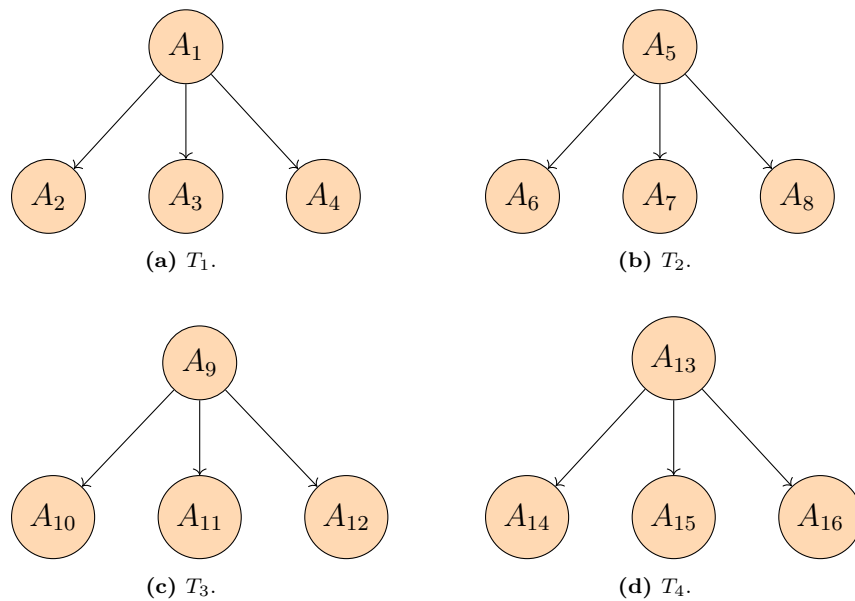 A1
A5
A2 A3 A4
A6 A7 A8
(a) T1.
(b) T2.
A9
A13
A10 A11 A12
A14 A15 A16
(c) T3.
(d) T4.